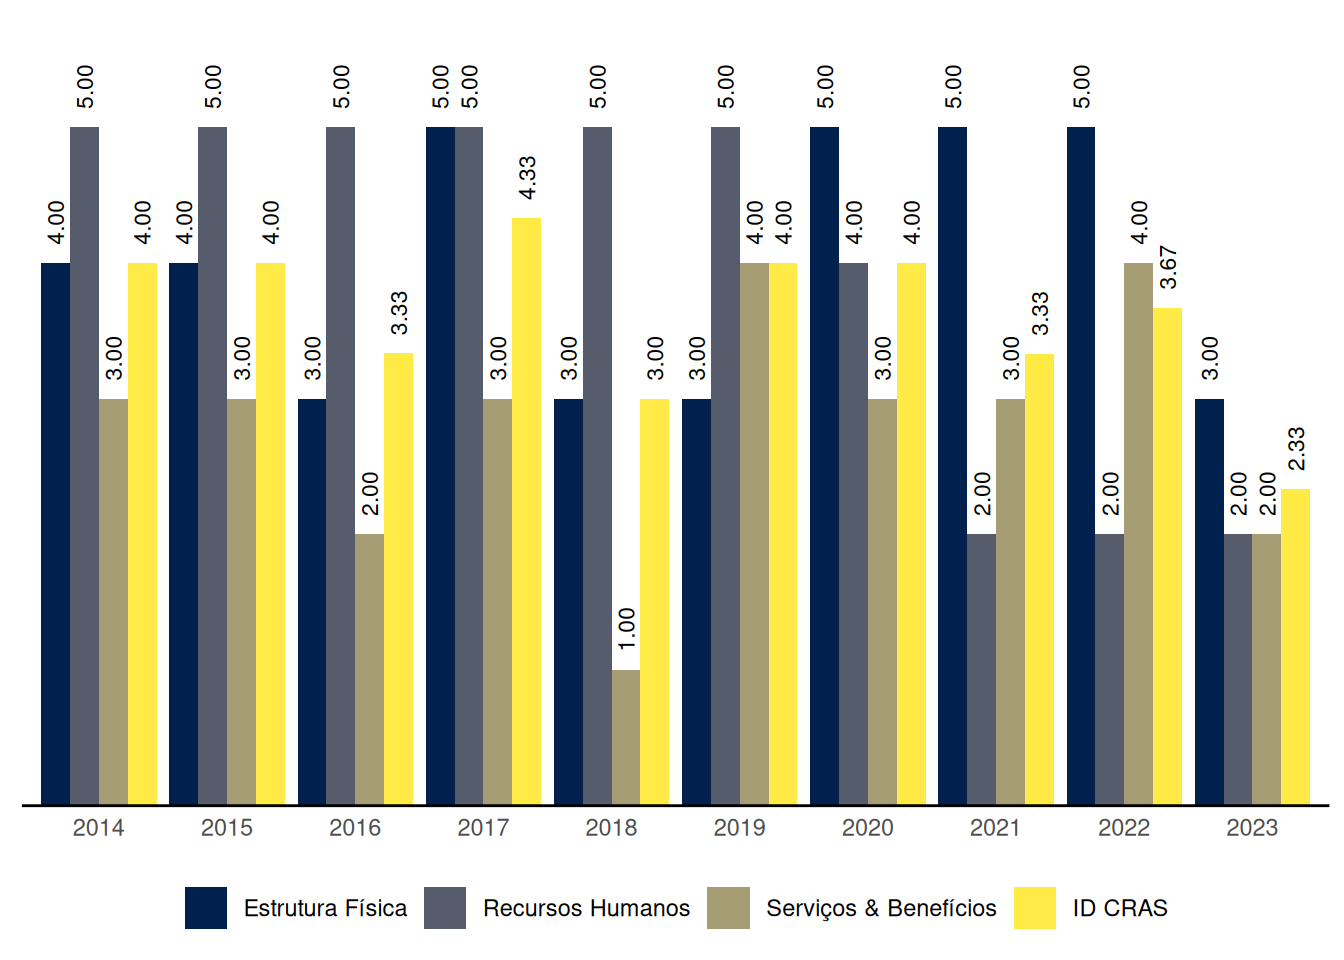 5.00 5.00 5.00 5.00 5.00 5.00 5.00 5.00 5.00 5.00
4.33
4.00 4.00 4.00 4.00 4.00 4.00 4.00 4.00 4.00
3.67
3.33 3.33
3.00 3.00 3.00 3.00 3.00 3.00 3.00 3.00 3.00 3.00
2.33
2.00 2.00 2.00 2.00 2.00
1.00
2014 2015 2016 2017 2018 2019 2020 2021 2022 2023
Estrutura Física Recursos Humanos Serviços & Benefícios ID CRAS